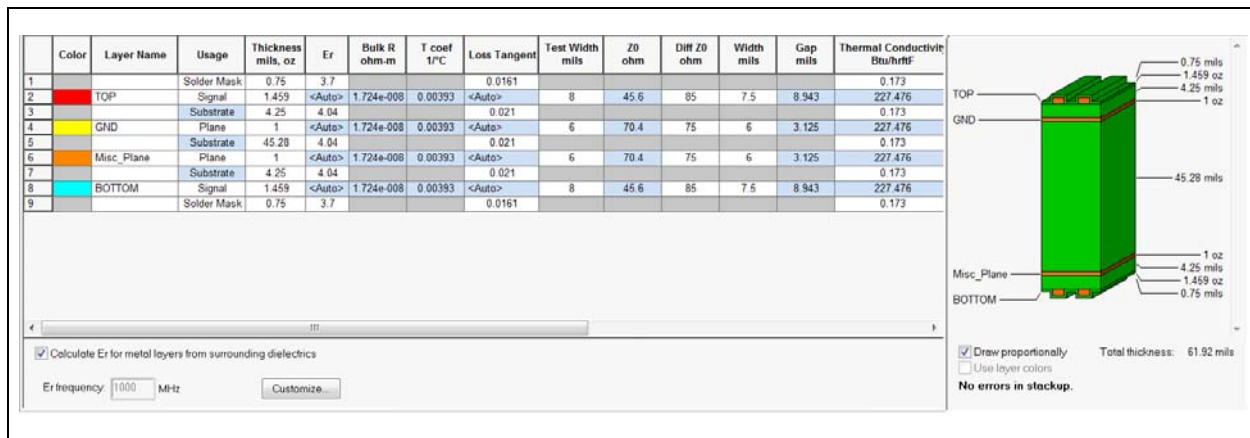 Color Layer Name Usage Thickness mils, oz Er Bulk R ohm-m T coef 1/°C Loss Tangent Test Width mils Z0 ohm Diff Z0 ohm Width mils Gap mils Thermal Conductivit Btu/hrftF
1 Solder Mask 0.75 3.7 0.0161 0.173
2 TOP Signal 1.459 <Auto> 1.724e-008 0.00393 <Auto> 8 45.6 85 7.5 8.943 227.476
3 Substrate 4.25 4.04 0.021 0.173
4 GND Plane 1 <Auto> 1.724e-008 0.00393 <Auto> 6 70.4 75 6 3.125 227.476
5 Substrate 45.28 4.04 0.021 0.173
6 Misc_Plane Plane 1 <Auto> 1.724e-008 0.00393 <Auto> 6 70.4 75 6 3.125 227.476
7 Substrate 4.25 4.04 0.021 0.173
8 BOTTOM Signal 1.459 <Auto> 1.724e-008 0.00393 <Auto> 8 45.6 85 7.5 8.943 227.476
9 Solder Mask 0.75 3.7 0.0161 0.173
Calculate Er for metal layers from surrounding dielectrics
Er frequency: 1000 MHz Customize...
0.75 mils
1.459 oz
4.25 mils
TOP
1 oz
GND
45.28 mils
1 oz
Misc_Plane
4.25 mils
1.459 oz
BOTTOM
0.75 mils
Draw proportionally Total thickness: 61.92 mils
Use layer colors
No errors in stackup.